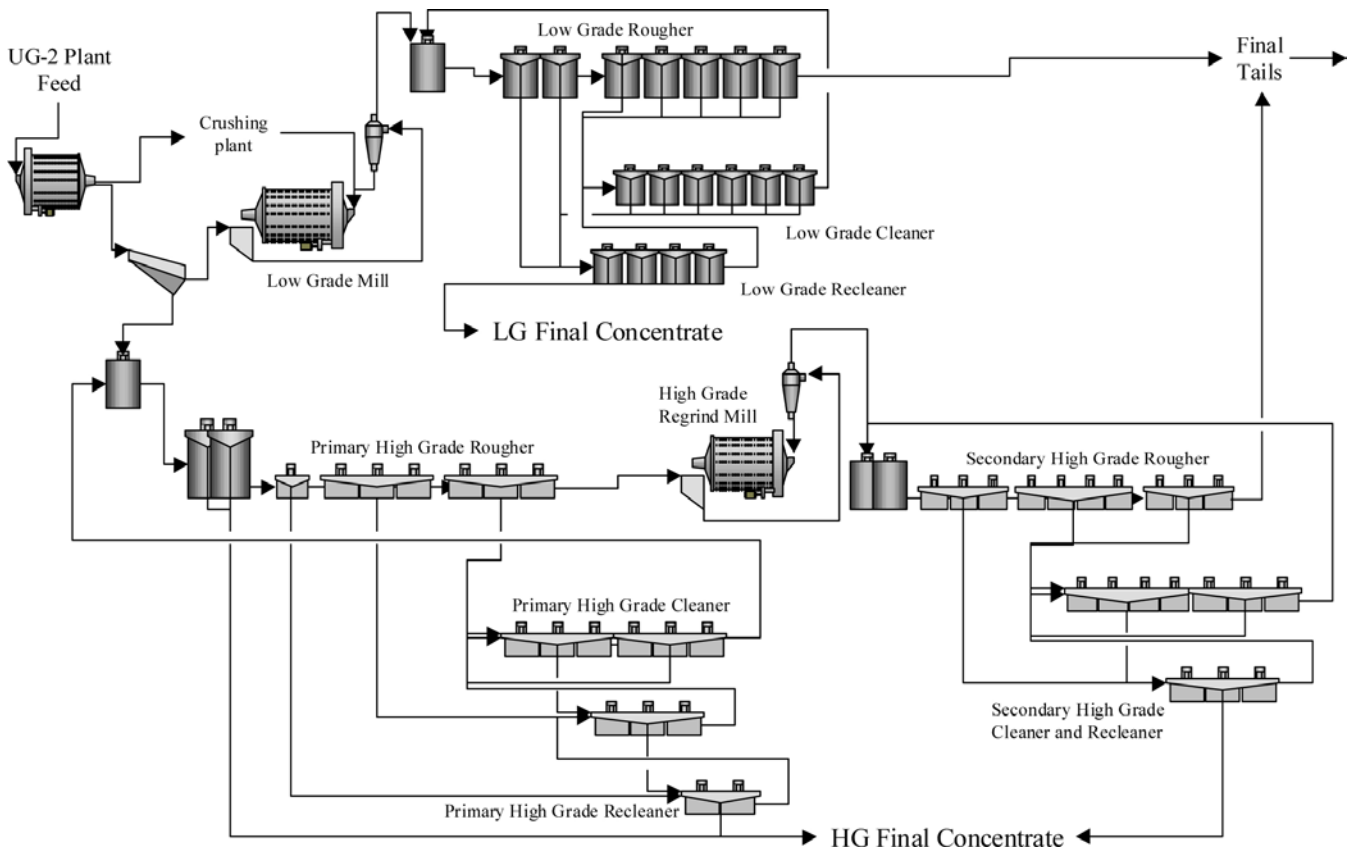 Low Grade Rougher
UG-2 Plant
Feed
Final
Tails
Crushing
plant
Low Grade Cleaner
Low Grade Mill
Low Grade Recleaner
LG Final Concentrate
High Grade
Regrind Mill
Primary High Grade Rougher
Secondary High Grade Rougher
Primary High Grade Cleaner
Secondary High Grade
Cleaner and Recleaner
Primary High Grade Recleaner
HG Final Concentrate